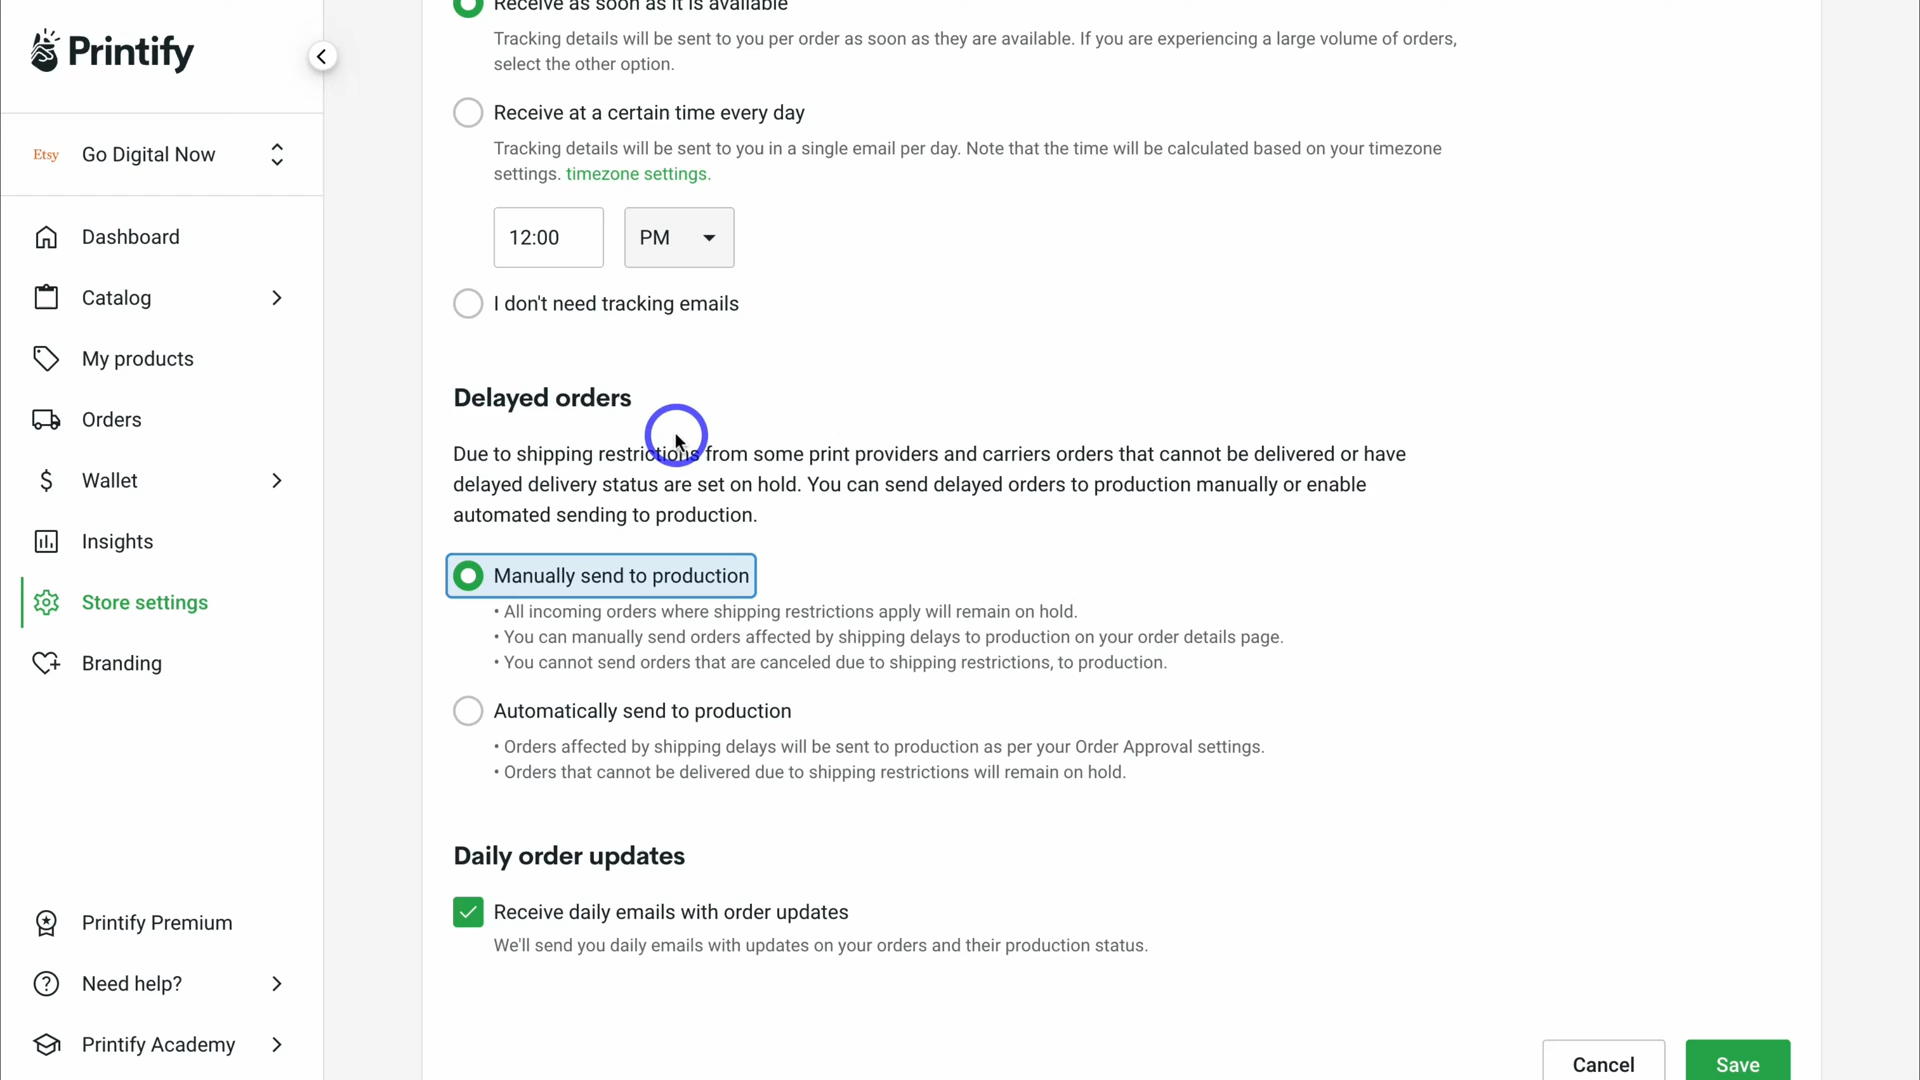 Printify
Etsy Go Digital Now
Dashboard
Catalog
My products
Orders
Wallet
Insights
Store settings
Branding
Printify Premium
Need help?
Printify Academy
Receive as soon as it is available
Tracking details will be sent to you per order as soon as they are available. If you are experiencing a large volume of orders,
select the other option.
Receive at a certain time every day
Tracking details will be sent to you in a single email per day. Note that the time will be calculated based on your timezone
settings. timezone settings.
12:00 PM
I don't need tracking emails
Delayed orders
Due to shipping restrictions from some print providers and carriers orders that cannot be delivered or have
delayed delivery status are set on hold. You can send delayed orders to production manually or enable
automated sending to production.
Manually send to production
• All incoming orders where shipping restrictions apply will remain on hold.
• You can manually send orders affected by shipping delays to production on your order details page.
• You cannot send orders that are canceled due to shipping restrictions, to production.
Automatically send to production
• Orders affected by shipping delays will be sent to production as per your Order Approval settings.
• Orders that cannot be delivered due to shipping restrictions will remain on hold.
Daily order updates
Receive daily emails with order updates
We'll send you daily emails with updates on your orders and their production status.
Cancel Save